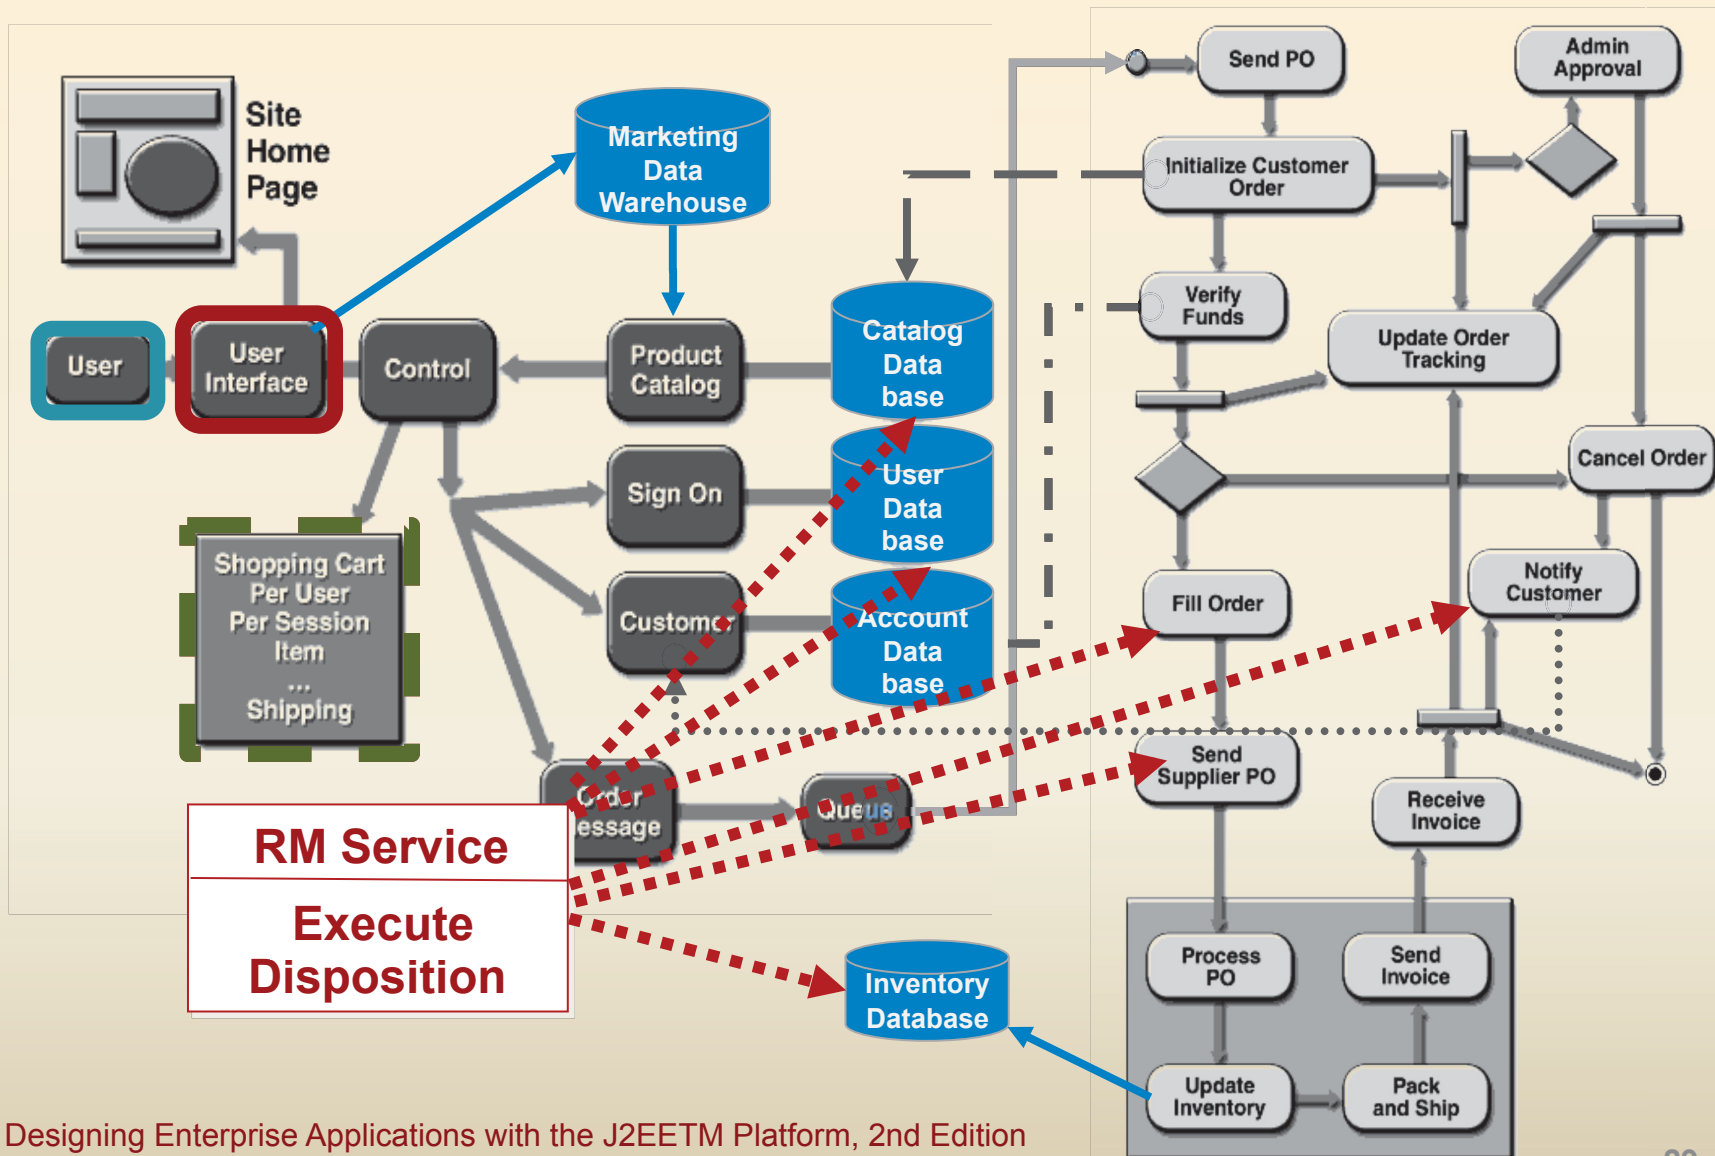 Site
Home
Page
Marketing
Data
Warehouse
User
User
Interface
Control
Product
Catalog
Catalog
Data
base
Sign On
User
Data
base
Customer
Account
Data
base
Shopping Cart
Per User
Per Session
Item
...
Shipping
Order
essage
Queue
RM Service
Execute
Disposition
Inventory
Database
Send PO
Admin
Approval
Initialize Customer
Order
Verify
Funds
Update Order
Tracking
Cancel Order
Fill Order
Notify
Customer
Send
Supplier PO
Receive
Invoice
Process
PO
Send
Invoice
Update
Inventory
Pack
and Ship
Designing Enterprise Applications with the J2EETM Platform, 2nd Edition